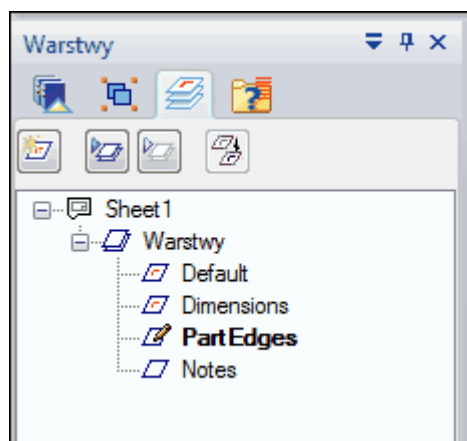 Warstwy
Sheet1
Warstwy
Default
Dimensions
PartEdges
Notes